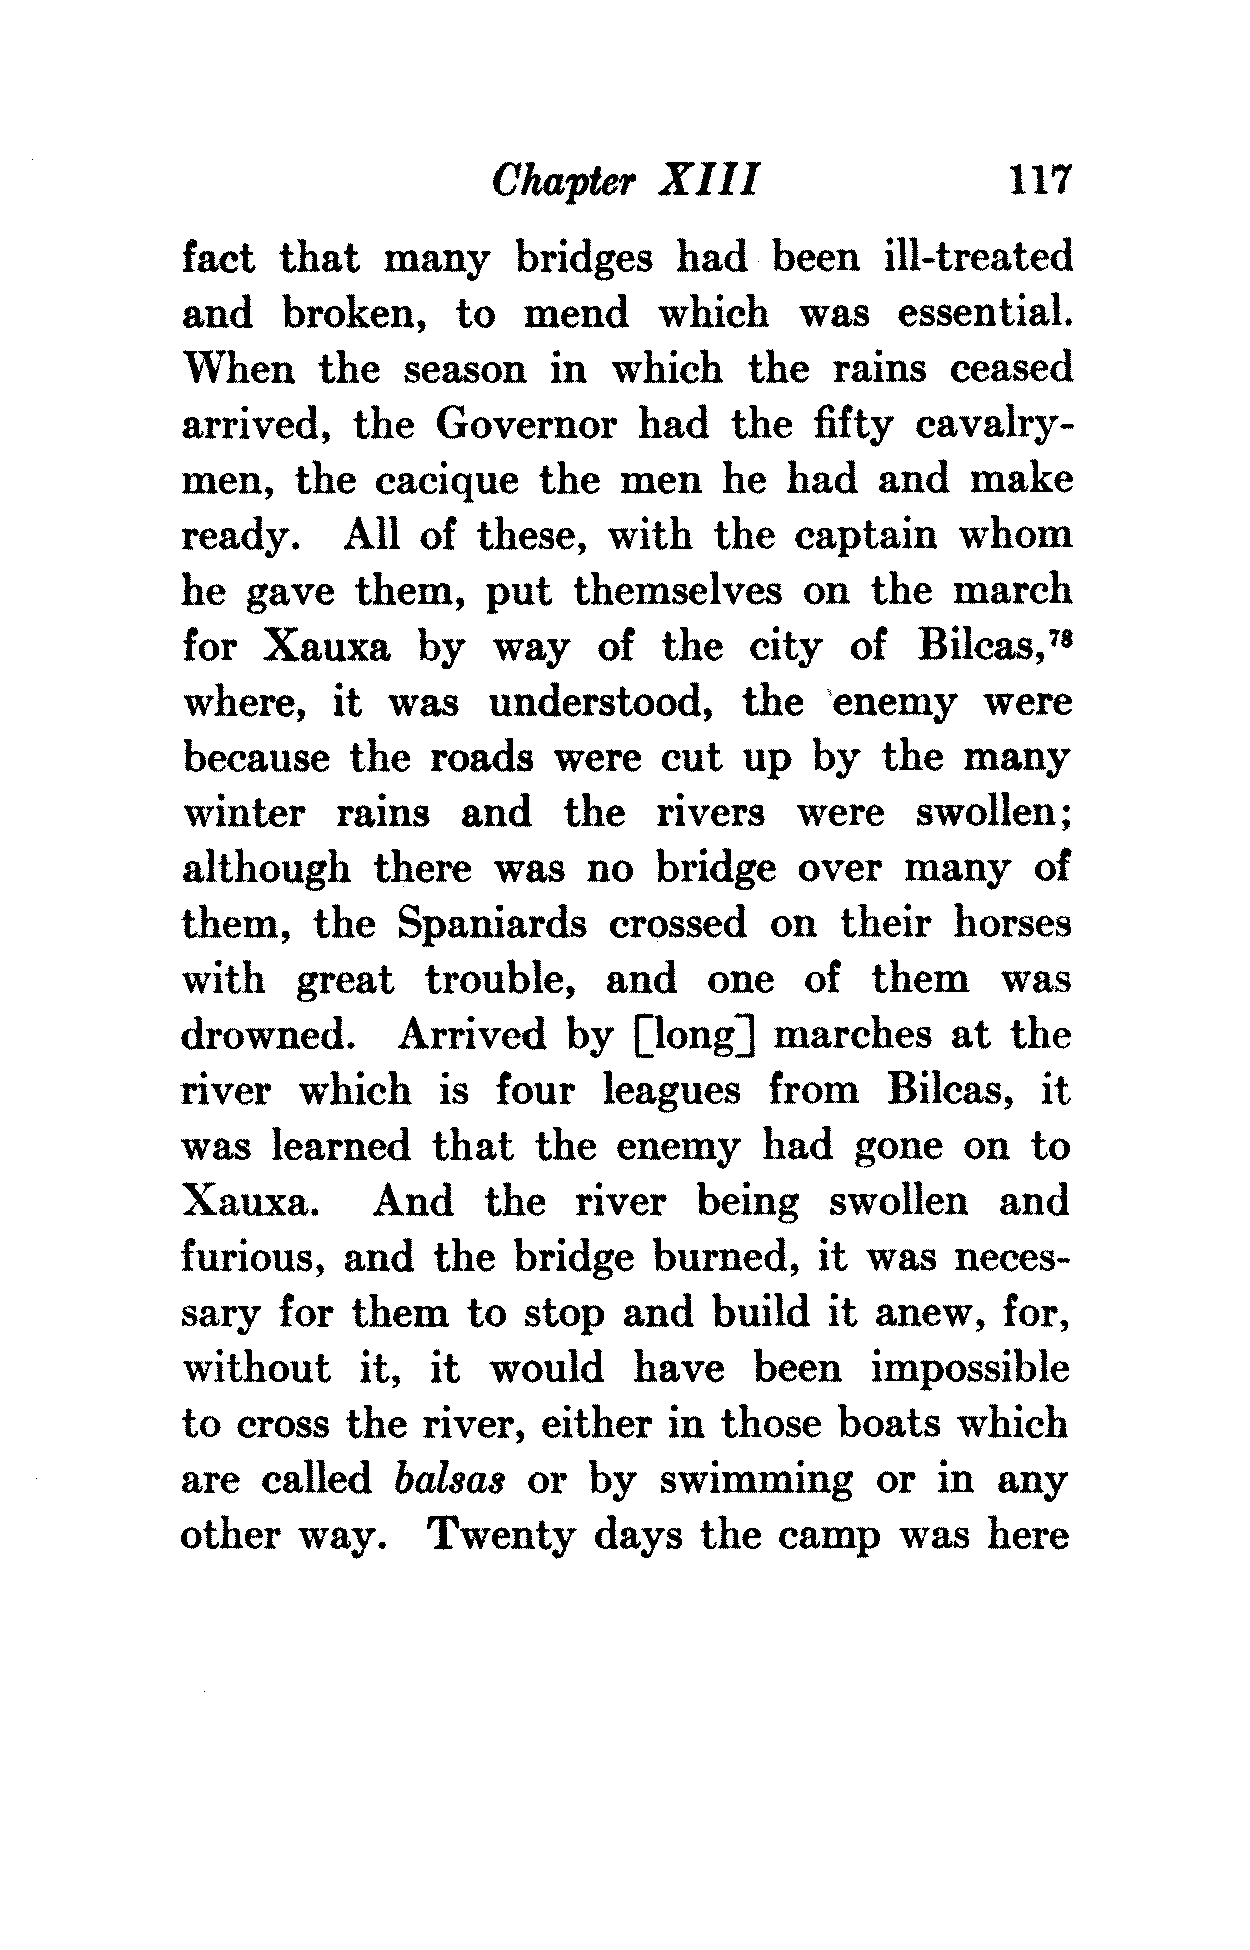 Chapter XIII 117
fact that many bridges had been ill-treated
and broken, to mend which was essential.
When the season in which the rains ceased
arrived, the Governor had the fifty cavalry-
men, the cacique the men he had and make
ready. All of these, with the captain whom
he gave them, put themselves on the march
for Xauxa by way of the city of Bilcas,⁷⁸
where, it was understood, the enemy were
because the roads were cut up by the many
winter rains and the rivers were swollen;
although there was no bridge over many of
them, the Spaniards crossed on their horses
with great trouble, and one of them was
drowned. Arrived by [long] marches at the
river which is four leagues from Bilcas, it
was learned that the enemy had gone on to
Xauxa. And the river being swollen and
furious, and the bridge burned, it was neces-
sary for them to stop and build it anew, for,
without it, it would have been impossible
to cross the river, either in those boats which
are called balsas or by swimming or in any
other way. Twenty days the camp was here